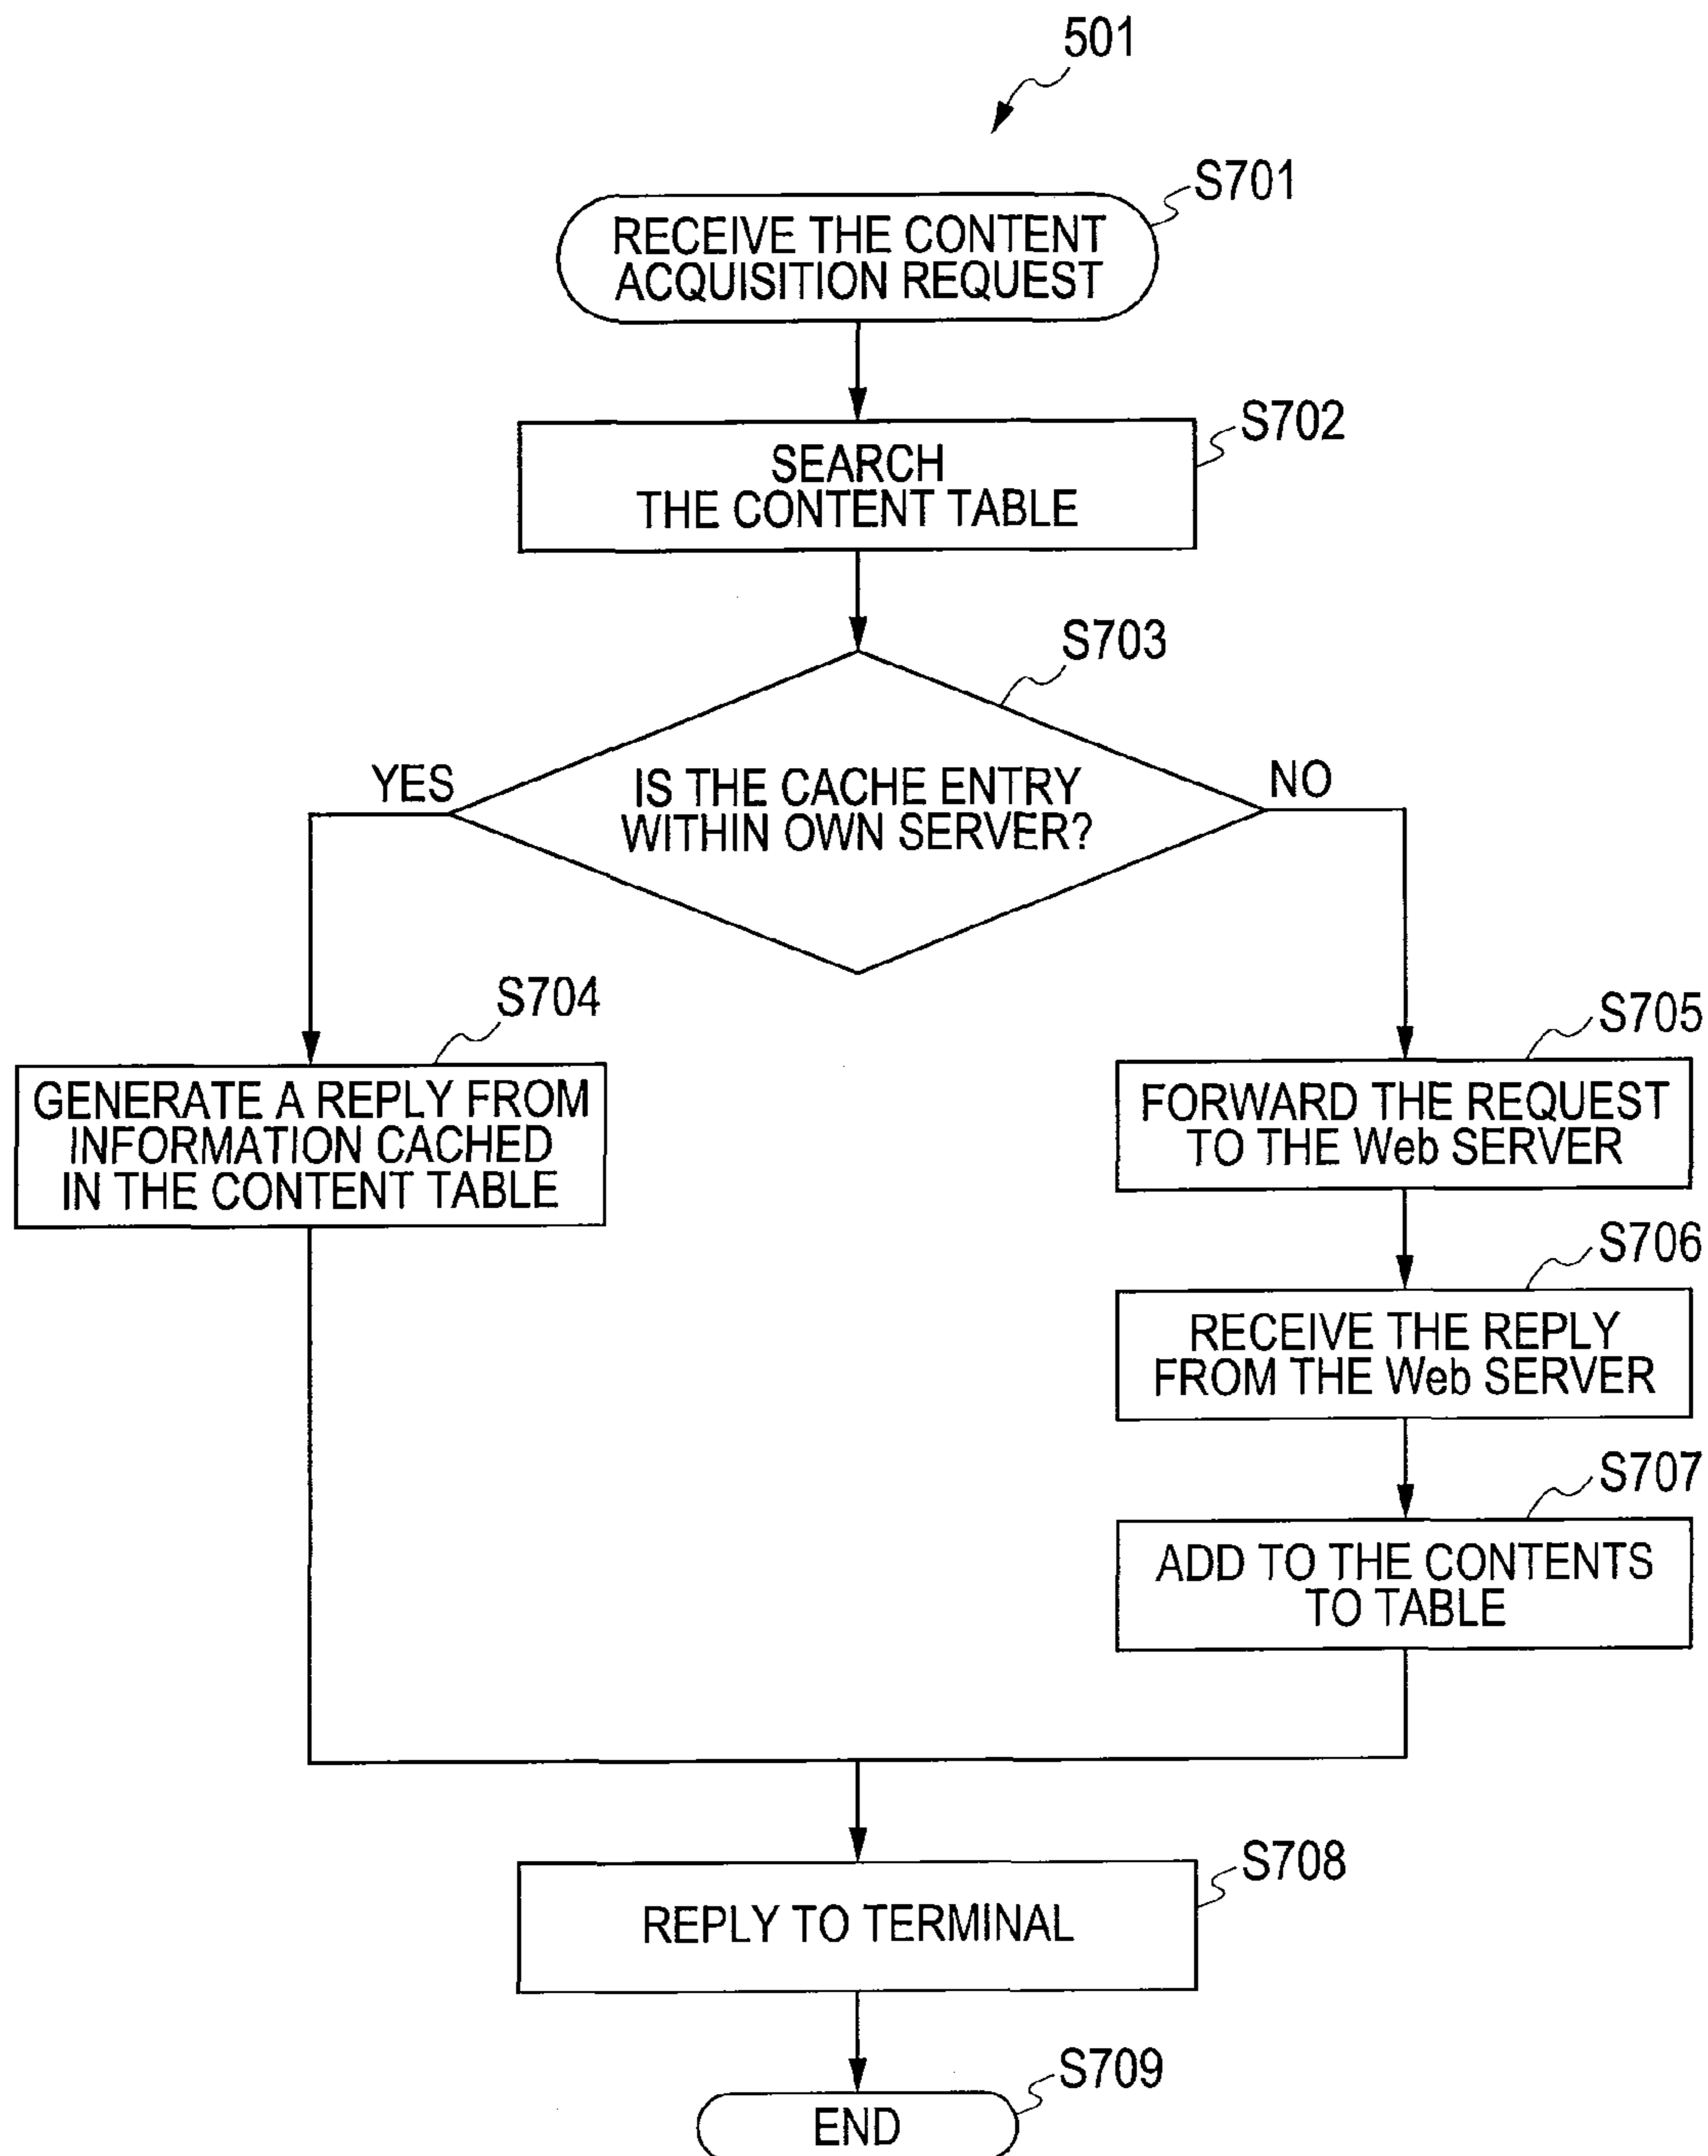 501
S701
RECEIVE THE CONTENT
ACQUISITION REQUEST
S702
SEARCH
THE CONTENT TABLE
S703
IS THE CACHE ENTRY
WITHIN OWN SERVER?
YES
NO
S704
GENERATE A REPLY FROM
INFORMATION CACHED
IN THE CONTENT TABLE
S705
FORWARD THE REQUEST
TO THE Web SERVER
S706
RECEIVE THE REPLY
FROM THE Web SERVER
S707
ADD TO THE CONTENTS
TO TABLE
S708
REPLY TO TERMINAL
S709
END